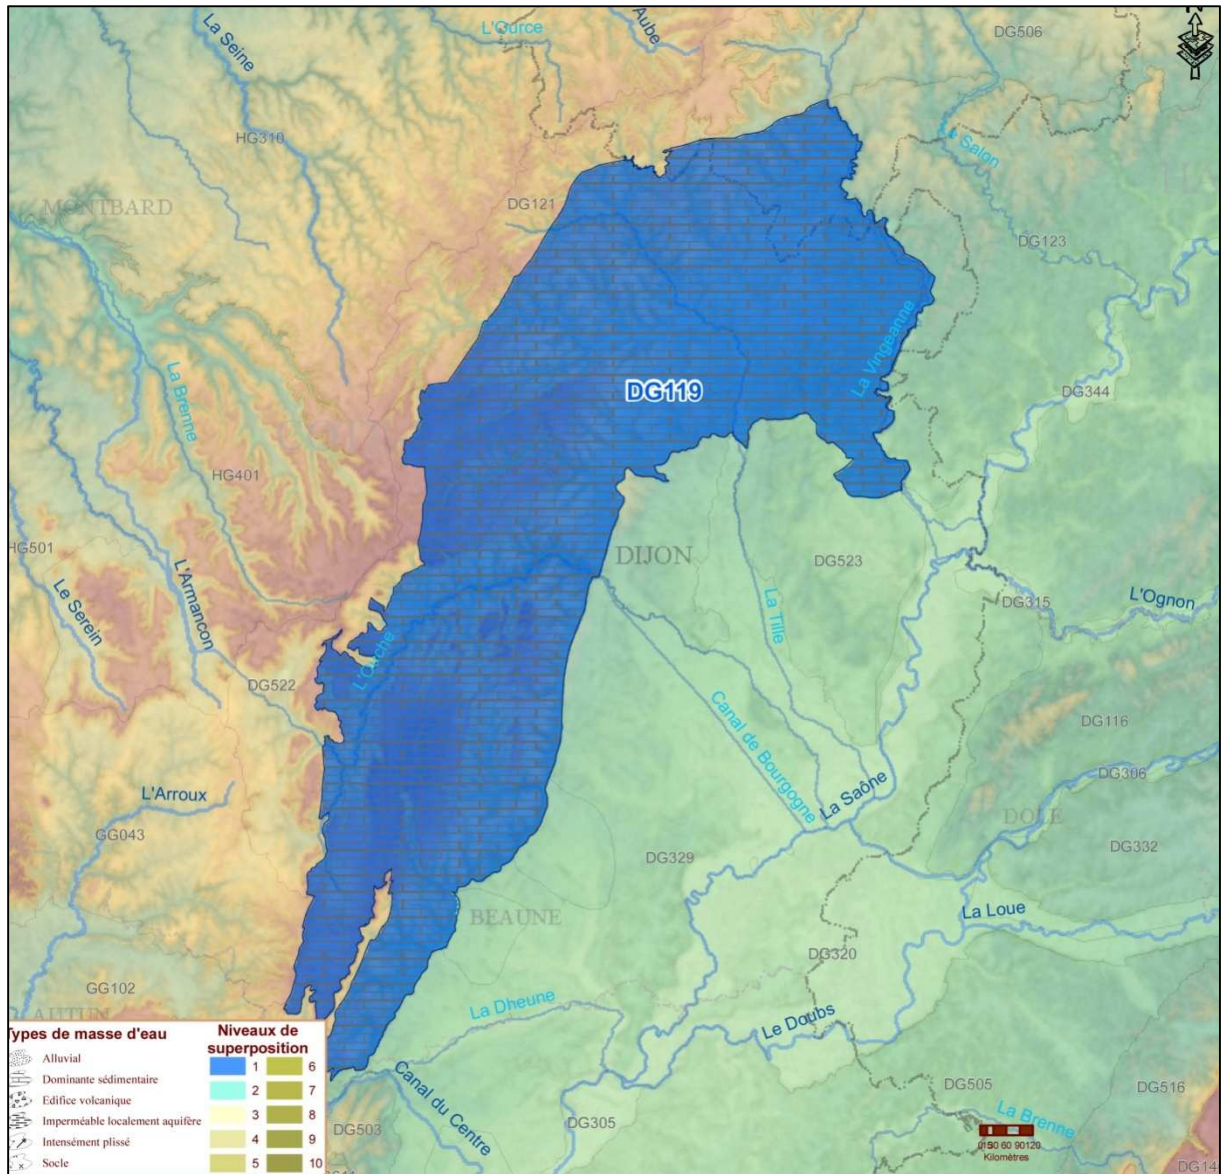 N
La Seine
L'Ource
Aube
DG506
HG310
Le Salon
MONTBARD
DG121
DG123
La Vingeanne
La Brenne
DG119
DG344
HG401
HG501
DIJON
DG523
L'Armancon
La Tille
DG315
L'Ognon
Le Serein
L'Ouche
DG522
Canal de Bourgogne
DG116
DG306
L'Arroux
La Saône
DOLE
GG043
DG329
DG332
BEAUNE
La Loue
DG320
GG102
AUTUN
La Dheune
Le Doubs
Types de masse d'eau
Alluvial
Dominante sédimentaire
Edifice volcanique
Imperméable localement aquifère
Intensément plissé
Socle
Niveaux de
superposition
1 6
2 7
3 8
4 9
5 10
Canal du Centre
DG503
DG305
DG505
DG516
La Brenne
Kilomètres